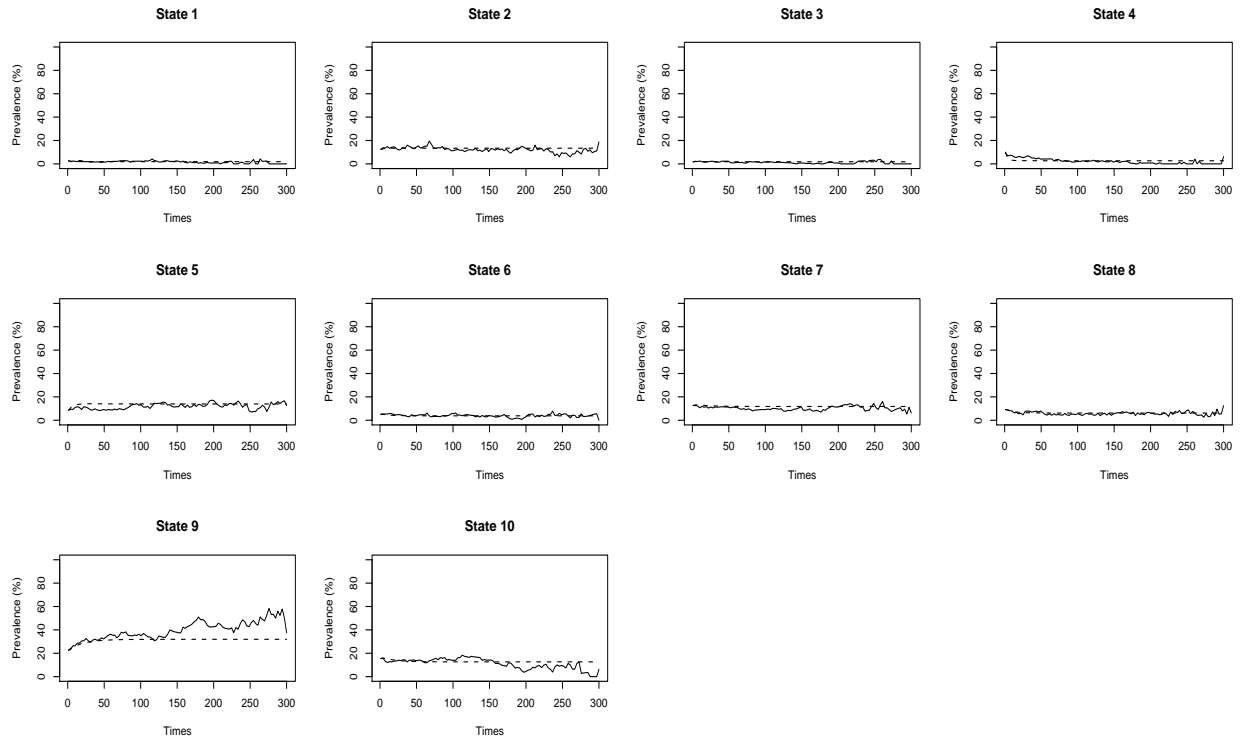 State 1
Prevalence (%)
0 20 40 60 80
0 50 100 150 200 250 300
Times
State 2
Prevalence (%)
0 20 40 60 80
0 50 100 150 200 250 300
Times
State 3
Prevalence (%)
0 20 40 60 80
0 50 100 150 200 250 300
Times
State 4
Prevalence (%)
0 20 40 60 80
0 50 100 150 200 250 300
Times
State 5
Prevalence (%)
0 20 40 60 80
0 50 100 150 200 250 300
Times
State 6
Prevalence (%)
0 20 40 60 80
0 50 100 150 200 250 300
Times
State 7
Prevalence (%)
0 20 40 60 80
0 50 100 150 200 250 300
Times
State 8
Prevalence (%)
0 20 40 60 80
0 50 100 150 200 250 300
Times
State 9
Prevalence (%)
0 20 40 60 80
0 50 100 150 200 250 300
Times
State 10
Prevalence (%)
0 20 40 60 80
0 50 100 150 200 250 300
Times